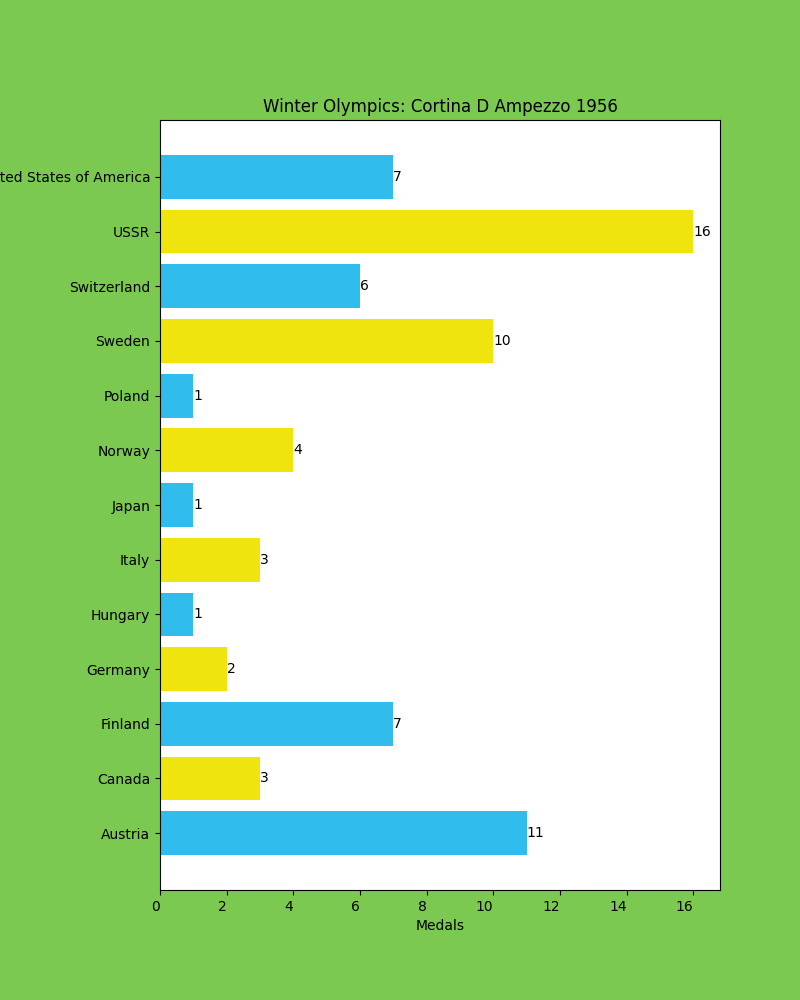 Winter Olympics: Cortina D Ampezzo 1956
ted States of America
7
USSR
16
Switzerland
6
Sweden
10
Poland
1
Norway
4
Japan
1
Italy
3
Hungary
1
Germany
2
Finland
7
Canada
3
Austria
11
0 2 4 6 8 10 12 14 16
Medals